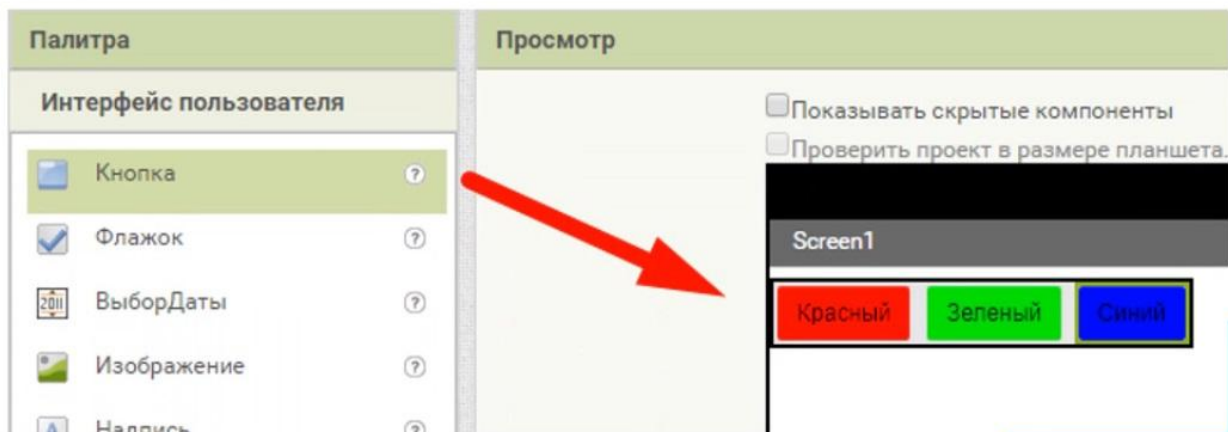 Палитра
Интерфейс пользователя
Кнопка
Флажок
2011 ВыборДаты
Изображение
Надпись
Просмотр
Показывать скрытые компоненты
Проверить проект в размере планшета.
Screen1
Красный Зеленый Синий